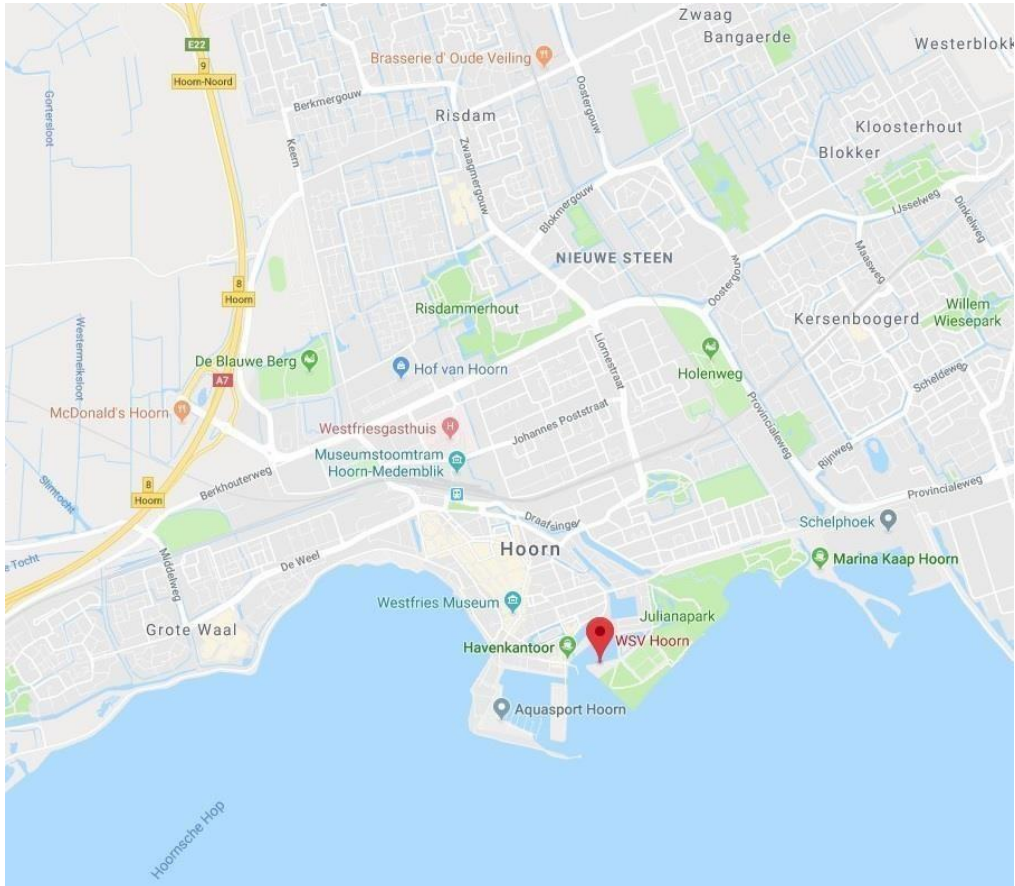 Zwaag
Bangaerde
Westerblokk
E22
9
Hoorn-Noord
Brasserie d' Oude Veiling
Oostergouw
Gortersloot
Berkmergouw
Risdam
Keern
Zwaagmergouw
Kloosterhout
Blokker
Blokmergouw
IJsselweg
Dinkelweg
Maasweg
NIEUWE STEEN
Oostergouw
8
Hoorn
Risdammerhout
Willem
Wiesepark
Kersenboogerd
Westermeiksloot
Liornestraat
De Blauwe Berg
Hof van Hoorn
Holenweg
A7
Scheldeweg
McDonald's Hoorn
Provincialeweg
Johannes Poststraat
Westfriesgasthuis
Museumstoomtram
Hoorn-Medemblik
Rijnweg
Berkhouterweg
Slimtocht
8
Hoorn
Provincialeweg
Draafsingel
Schelphoek
Hoorn
e Tocht
Middelweg
De Weel
Marina Kaap Hoorn
Westfries Museum
Julianapark
Grote Waal
Havenkantoor
WSV Hoorn
Aquasport Hoorn
Hoornsche Hop